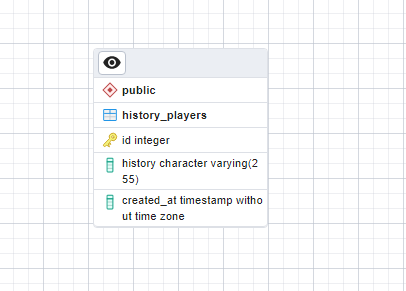 public
history_players
id integer
history character varying(2
55)
created_at timestamp witho
ut time zone